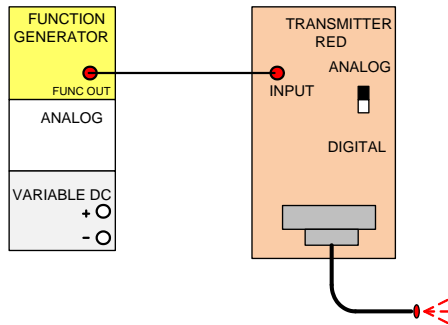 FUNCTION
GENERATOR
FUNC OUT
ANALOG
VARIABLE DC
+
-
TRANSMITTER
RED
ANALOG
INPUT
DIGITAL